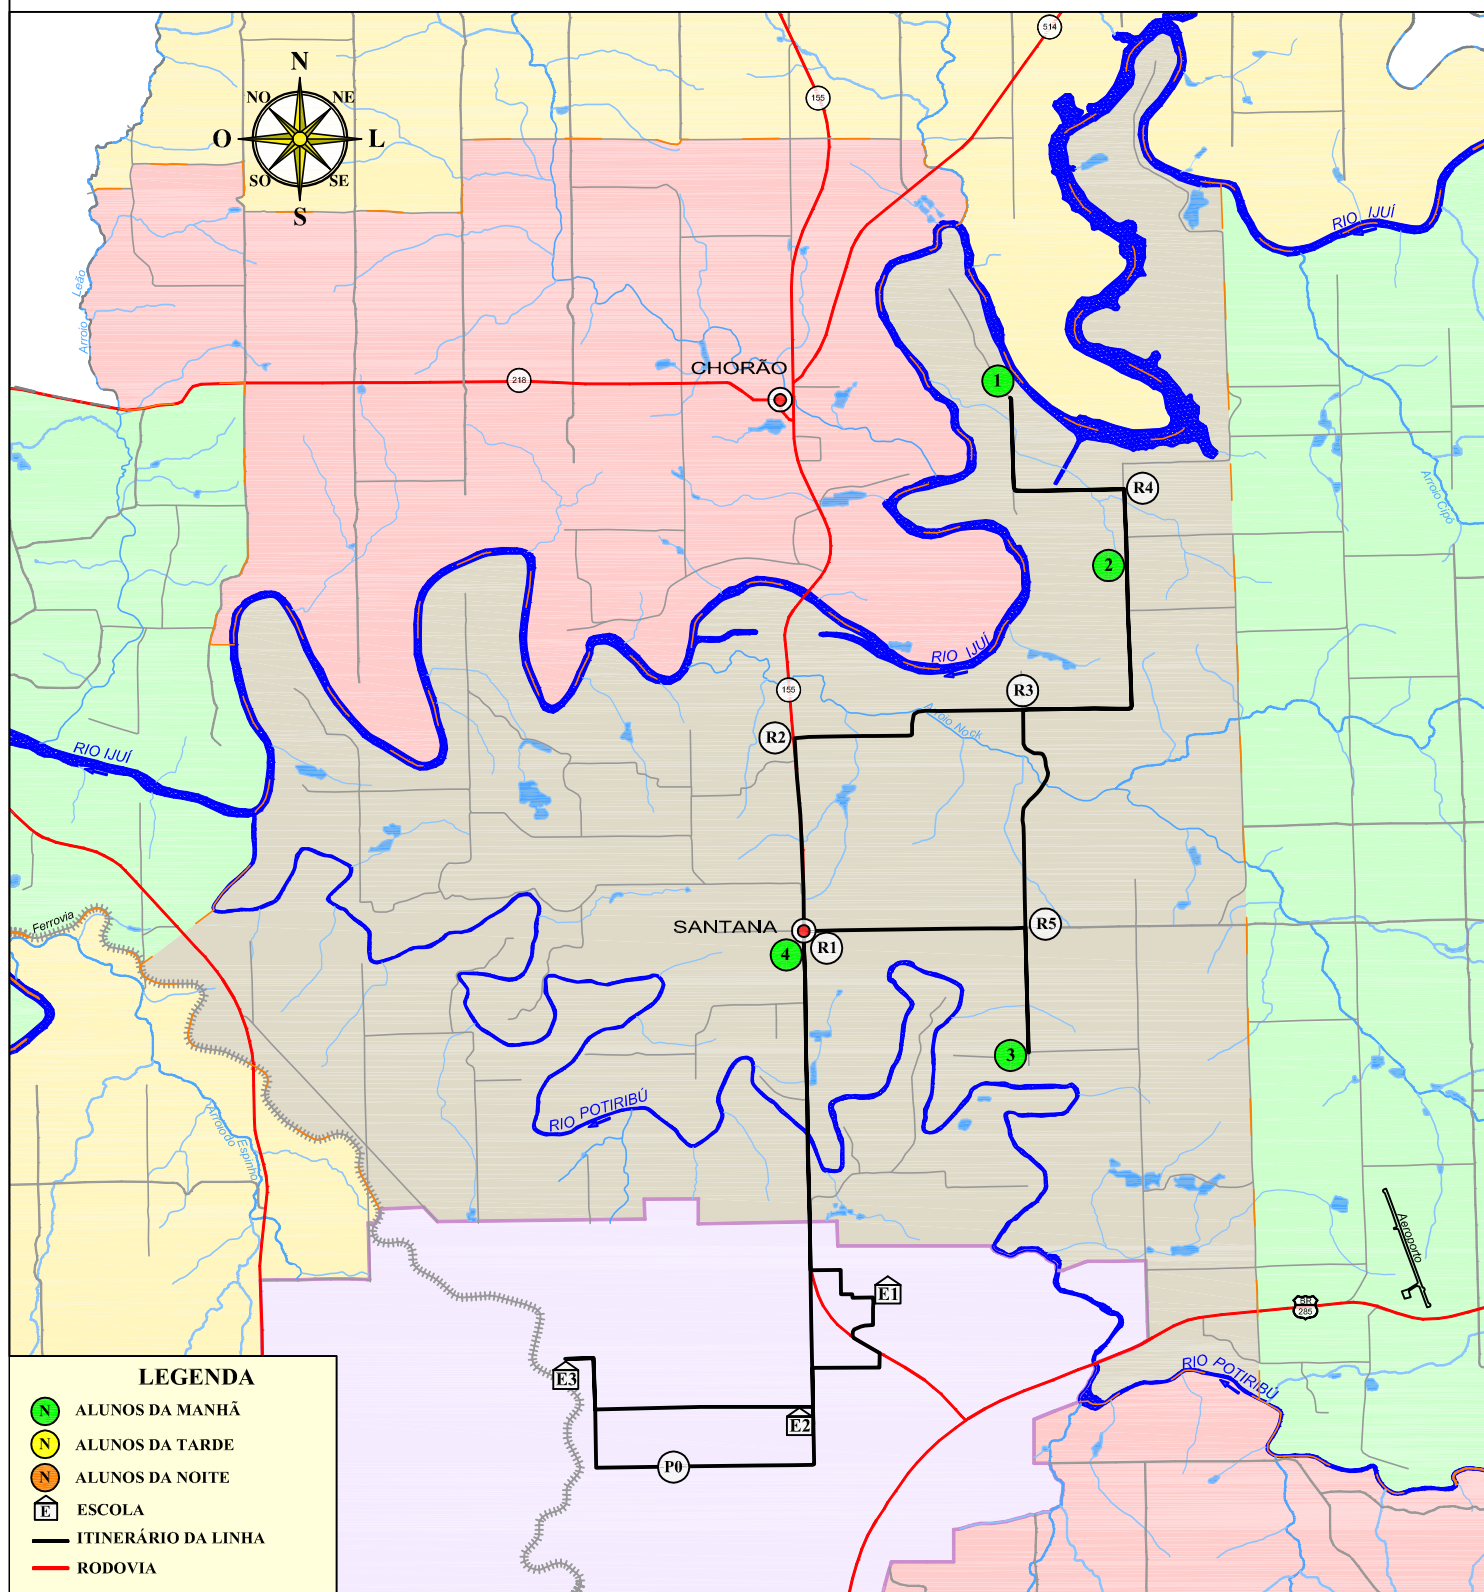 514
155
N
NO
NE
O
L
SO
SE
S
RIO IJUÍ
Arroio Leão
CHORÃO
218
1
R4
Arroio Cipó
2
RIO IJUÍ
155
R3
Arroio Nock
R2
RIO IJUÍ
Ferrovia
SANTANA
R5
R1
4
3
RIO POTIRIBÚ
Arroio do Espinho
Aeroporto
E1
BR
285
E3
RIO POTIRIBÚ
E2
P0
LEGENDA
N ALUNOS DA MANHÃ
N ALUNOS DA TARDE
N ALUNOS DA NOITE
E ESCOLA
ITINERÁRIO DA LINHA
RODOVIA